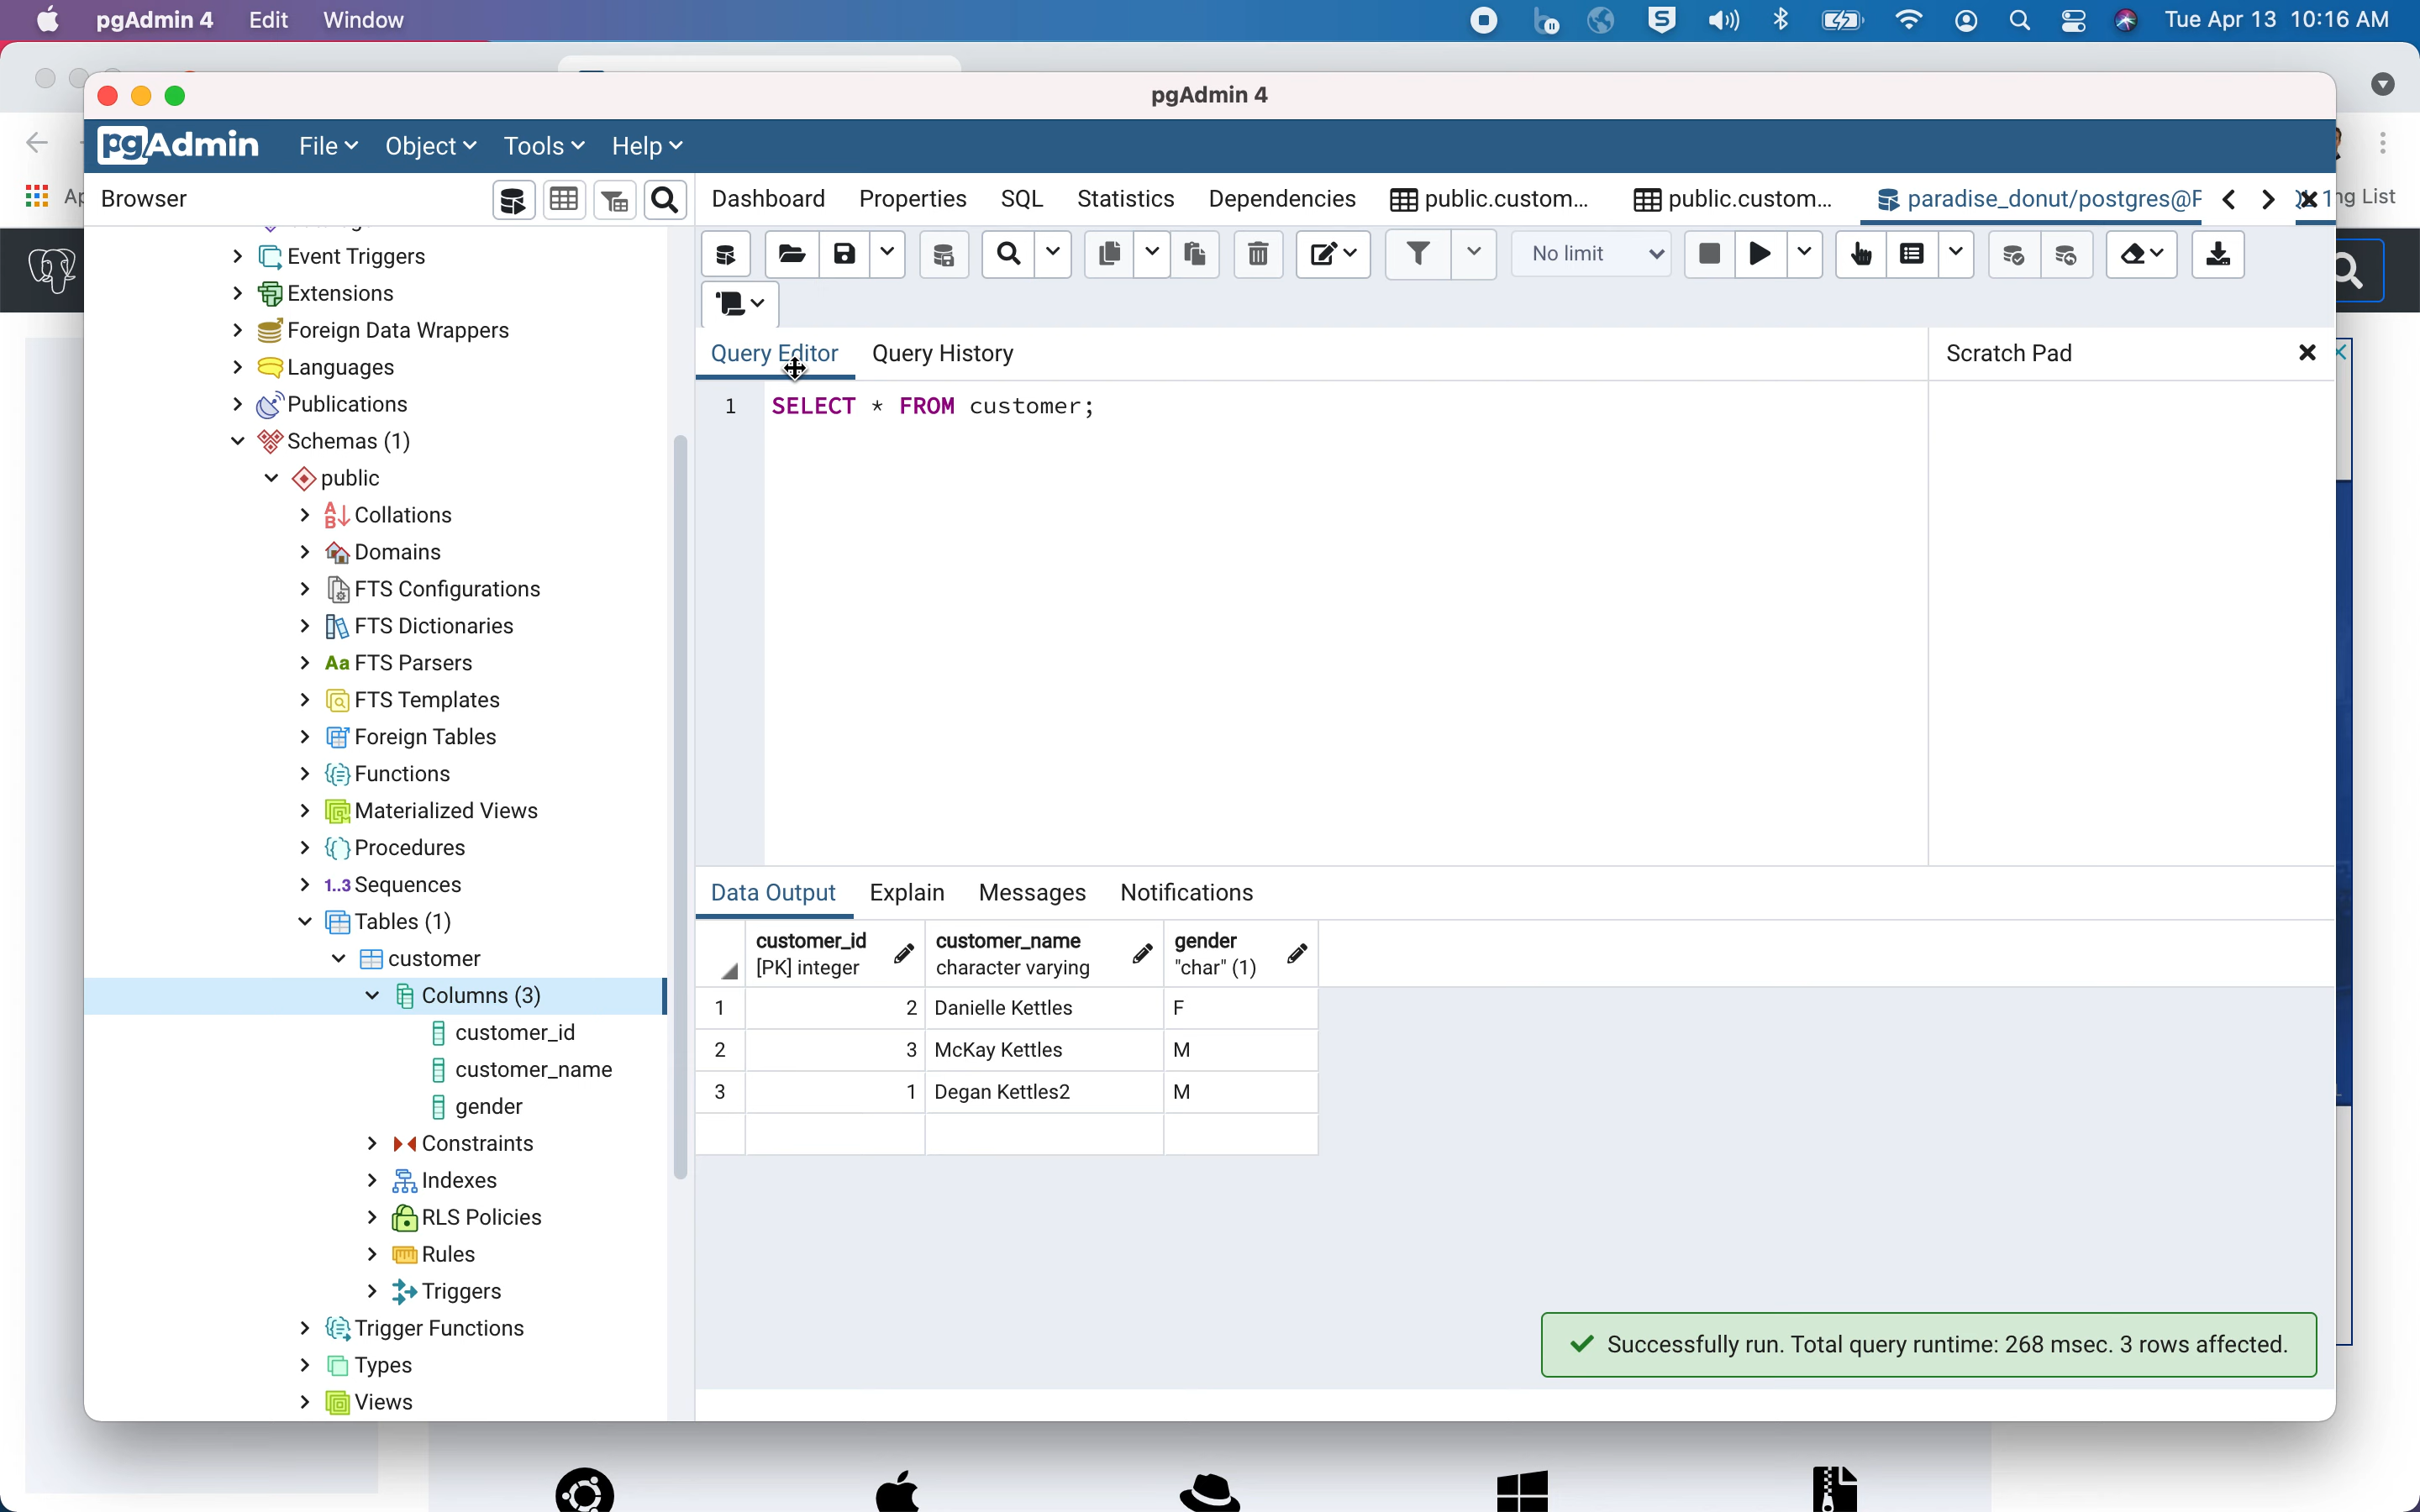 pgAdmin 4 Edit Window Tue Apr 13 10:16 AM
pgAdmin 4
pgAdmin File Object Tools Help
Browser
Dashboard Properties SQL Statistics Dependencies public.custom... public.custom... paradise_donut/postgres@F 1 ng List
No limit
Event Triggers
Extensions
Foreign Data Wrappers
Languages
Publications
Schemas (1)
public
Collations
Domains
FTS Configurations
FTS Dictionaries
Aa FTS Parsers
FTS Templates
Foreign Tables
Functions
Materialized Views
Procedures
1..3 Sequences
Tables (1)
customer
Columns (3)
customer_id
customer_name
gender
Constraints
Indexes
RLS Policies
Rules
Triggers
Trigger Functions
Types
Views
Query Editor Query History
Scratch Pad
1 SELECT * FROM customer;
Data Output Explain Messages Notifications
customer_id customer_name gender
[PK] integer character varying "char" (1)
1 2 Danielle Kettles F
2 3 McKay Kettles M
3 1 Degan Kettles2 M
Successfully run. Total query runtime: 268 msec. 3 rows affected.